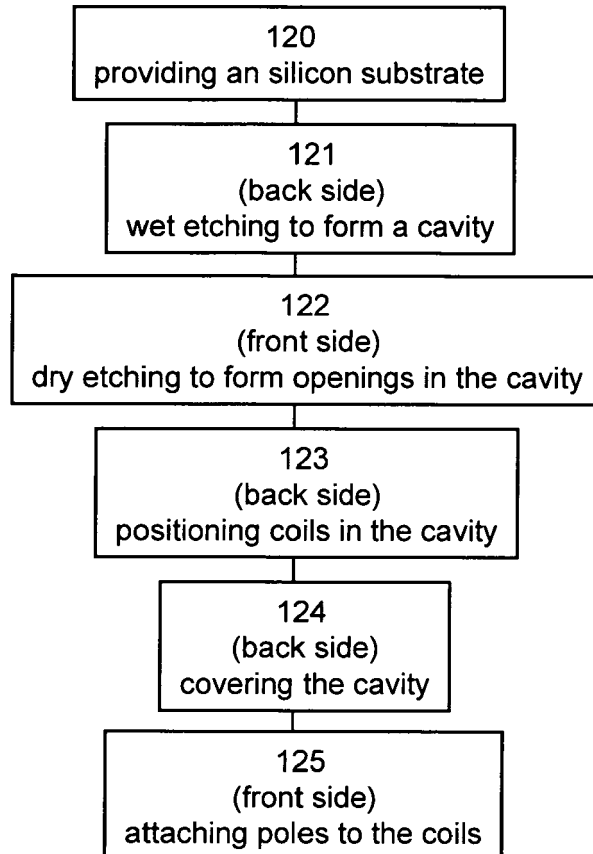 120
providing an silicon substrate
121
(back side)
wet etching to form a cavity
122
(front side)
dry etching to form openings in the cavity
123
(back side)
positioning coils in the cavity
124
(back side)
covering the cavity
125
(front side)
attaching poles to the coils